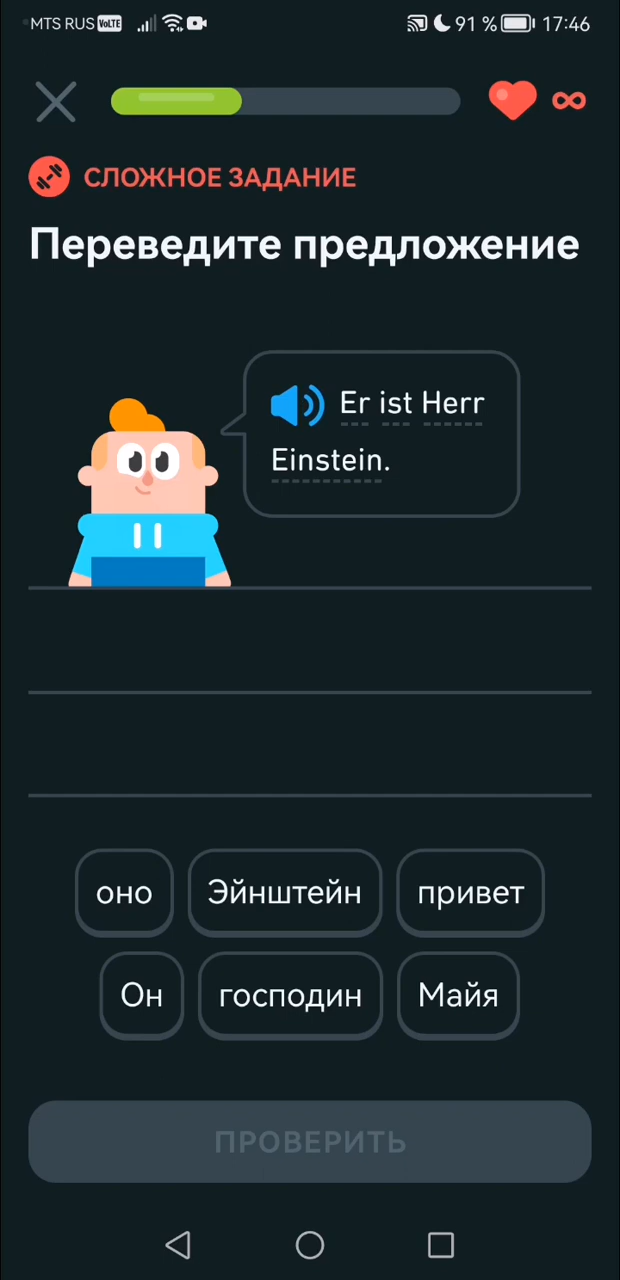 MTS RUS VoLTE 91 % 17:46
СЛОЖНОЕ ЗАДАНИЕ
Переведите предложение
Er ist Herr
Einstein.
оно Эйнштейн привет
Он господин Майя
ПРОВЕРИТЬ